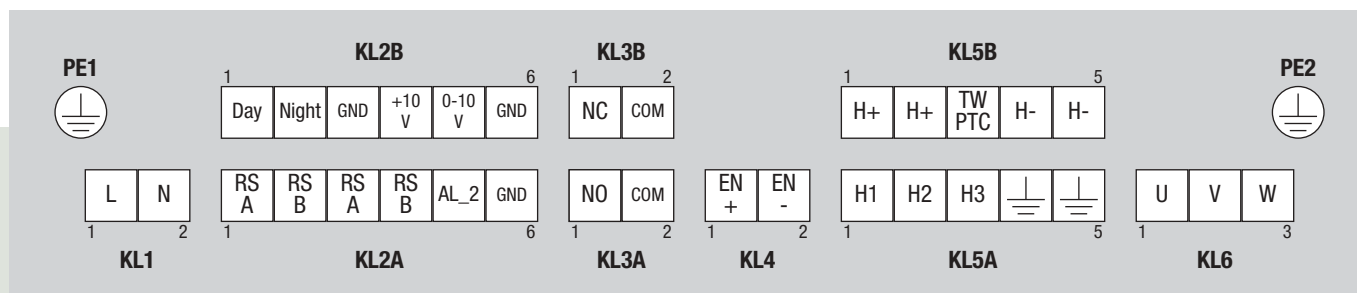 PE1
KL2B
KL3B
KL5B
PE2
1 6 1 2 1 5
Day Night GND +10 V 0-10 V GND
NC COM
H+ H+ TW PTC H- H-
L N
RS A RS B RS A RS B AL_2 GND
NO COM
EN + EN -
H1 H2 H3
U V W
1 2 1 6 1 2 1 2 1 5 1 3
KL1
KL2A
KL3A
KL4
KL5A
KL6